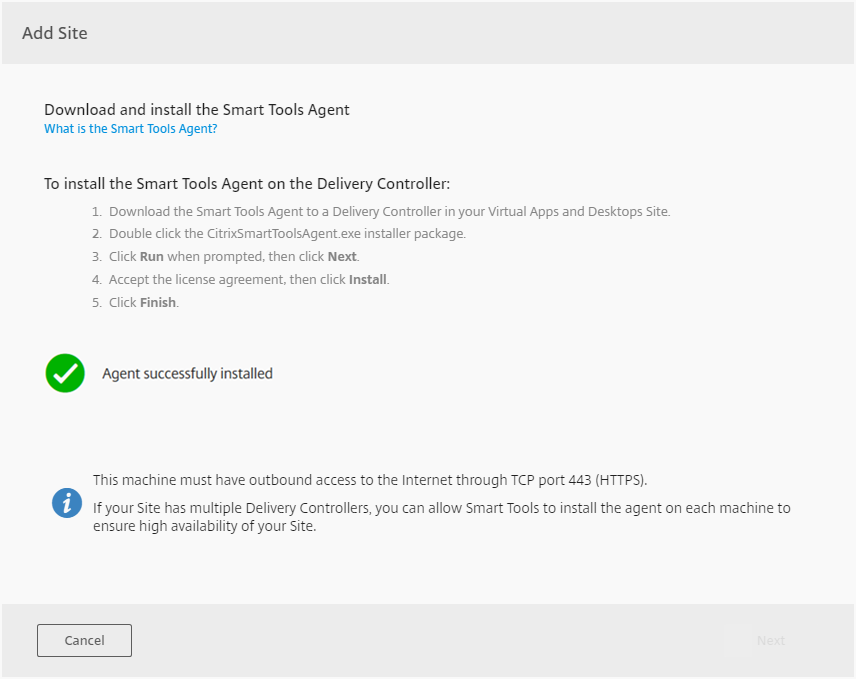 Add Site
Download and install the Smart Tools Agent
What is the Smart Tools Agent?
To install the Smart Tools Agent on the Delivery Controller:
1. Download the Smart Tools Agent to a Delivery Controller in your Virtual Apps and Desktops Site.
2. Double click the CitrixSmartToolsAgent.exe installer package.
3. Click Run when prompted, then click Next.
4. Accept the license agreement, then click Install.
5. Click Finish.
Agent successfully installed
This machine must have outbound access to the Internet through TCP port 443 (HTTPS).
If your Site has multiple Delivery Controllers, you can allow Smart Tools to install the agent on each machine to
ensure high availability of your Site.
Cancel
Next